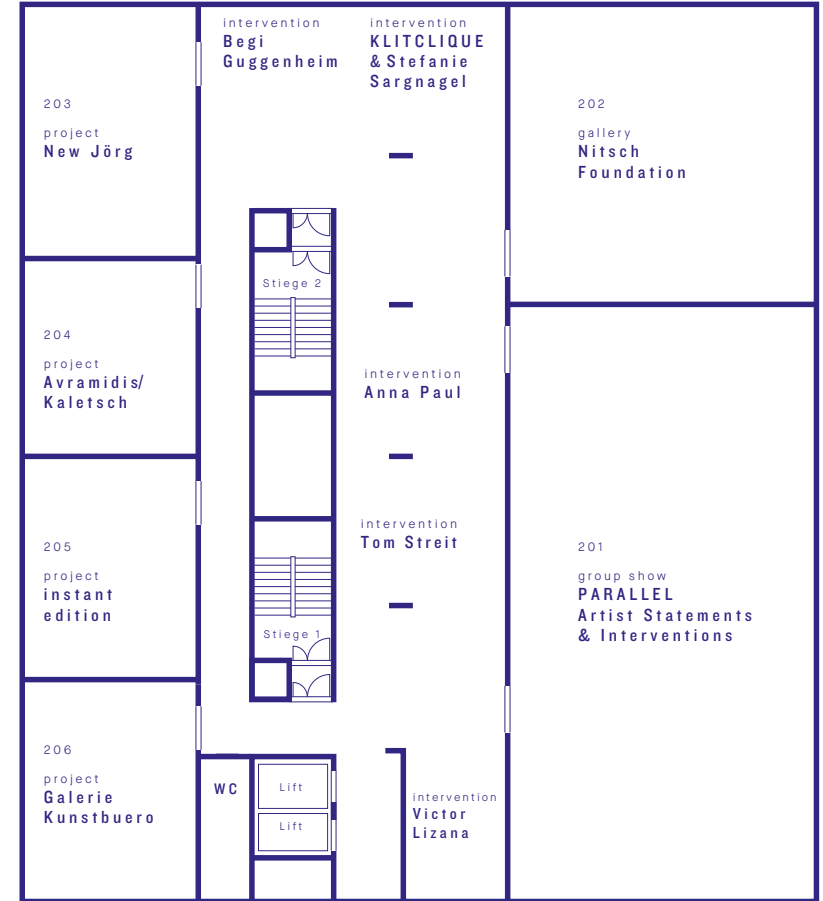 intervention
Begi
Guggenheim
intervention
KLITCLIQUE
& Stefanie
Sargnagel
203
project
New Jörg
202
gallery
Nitsch
Foundation
Stiege 2
204
project
Avramidis/
Kaletsch
intervention
Anna Paul
intervention
Tom Streit
205
project
instant
edition
201
group show
PARALLEL
Artist Statements
& Interventions
Stiege 1
206
project
Galerie
Kunstbuero
WC
Lift
Lift
intervention
Victor
Lizana